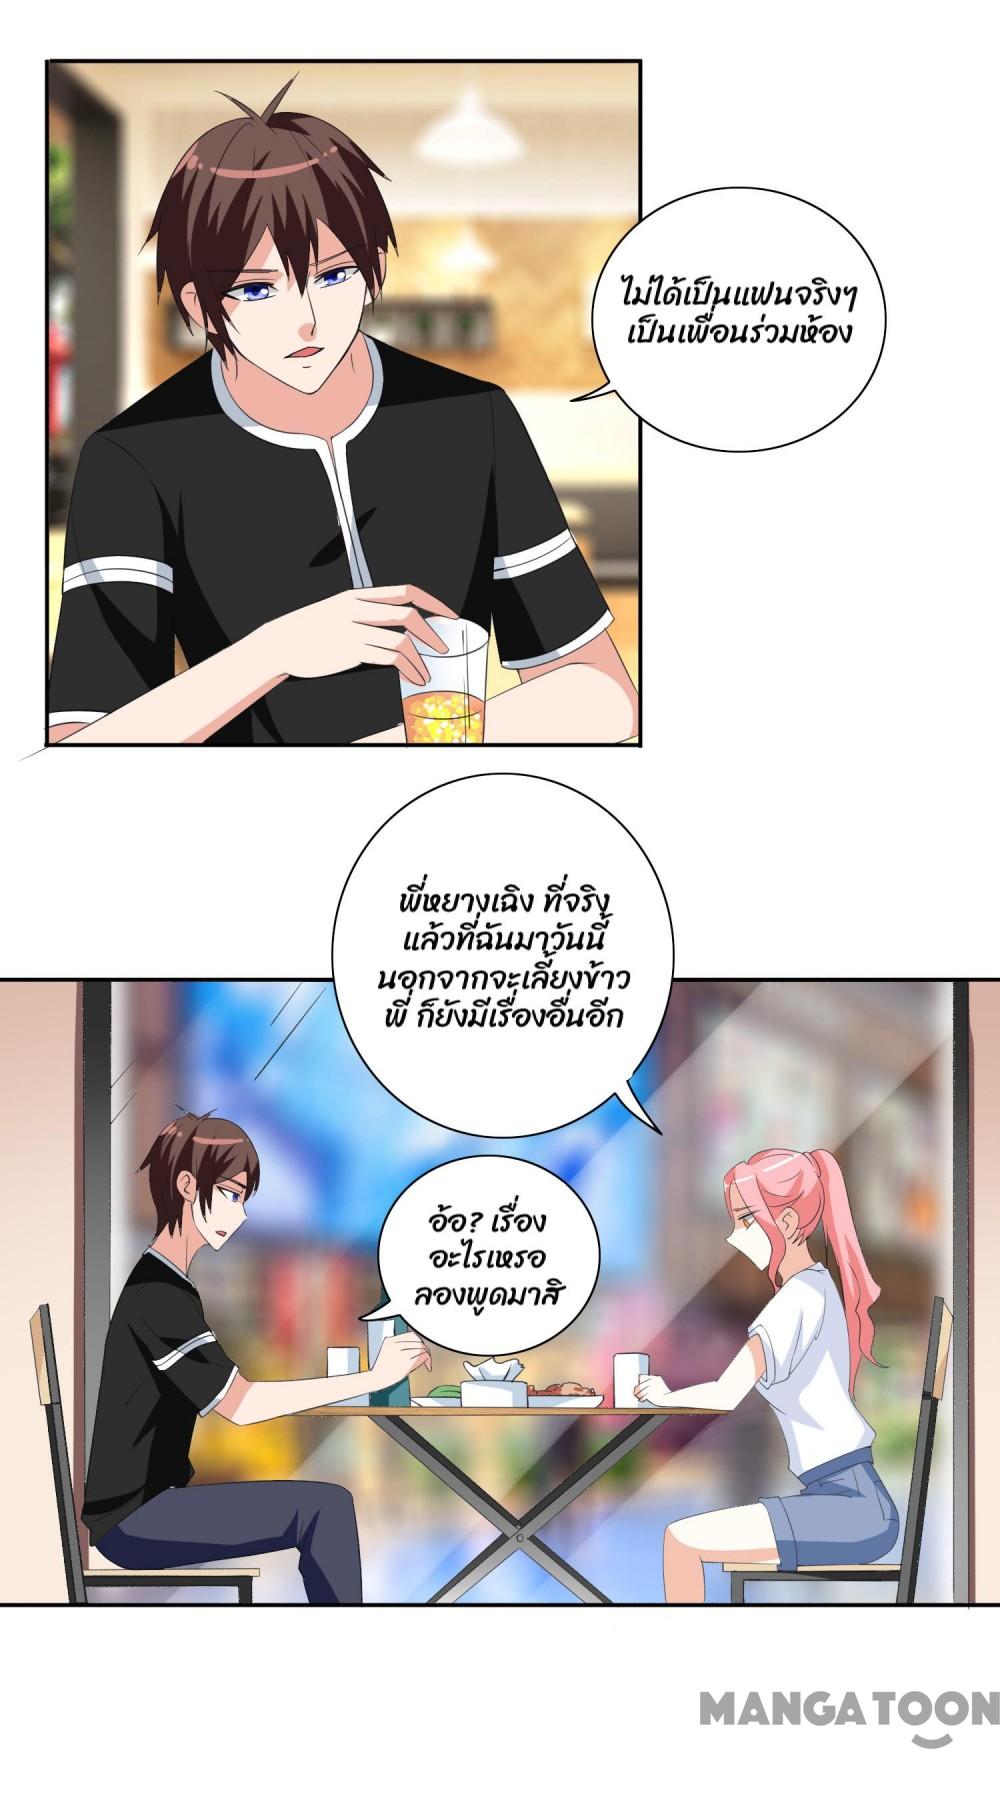 ไม่ได้เป็นแฟนจริงๆ
เป็นเพื่อนร่วมห้อง
พี่หยางเฉิง ที่จริง
แล้วที่ฉันมาวันนี้
นอกจากจะเลี้ยงข้าว
พี่ ก็ยังมีเรื่องอื่นอีก
อ้อ? เรื่อง
อะไรเหรอ
ลองพูดมาสิ
MANGATOON